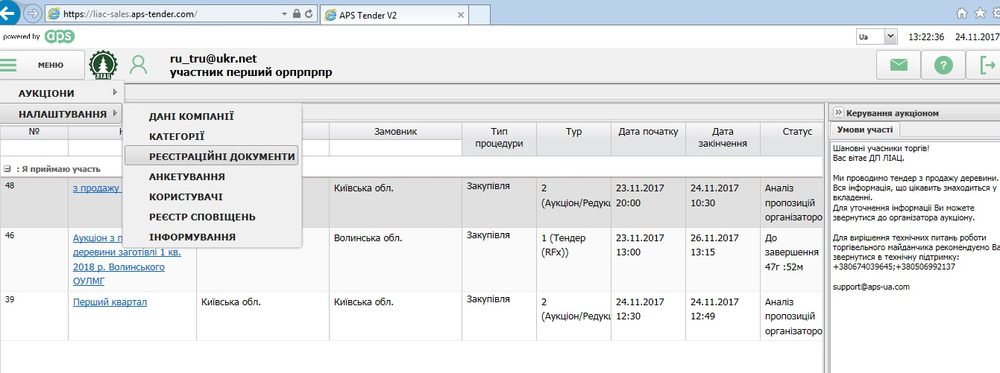 https://liac-sales.aps-tender.com/
APS Tender V2
powered by aps
Ua
13:22:36
24.11.2017
МЕНЮ
ЛІАЦ
ru_tru@ukr.net
участник перший орпрпрпр
АУКЦІОНИ
НАЛАШТУВАННЯ
ДАНІ КОМПАНІЇ
КАТЕГОРІЇ
РЕЄСТРАЦІЙНІ ДОКУМЕНТИ
АНКЕТУВАННЯ
КОРИСТУВАЧІ
РЕЄСТР СПОВІЩЕНЬ
ІНФОРМУВАННЯ
№
Замовник
Тип
процедури
Тур
Дата початку
Дата
закінчення
Статус
: Я приймаю участь
48
з продажу
Київська обл.
Закупівля
2
(Аукціон/Редукц
23.11.2017
20:00
24.11.2017
10:30
Аналіз
пропозицій
організаторо
46
Аукціон з п
деревини заготівлі 1 кв.
2018 р. Волинського
ОУЛМГ
Волинська обл.
Закупівля
1 (Тендер
(RFx))
23.11.2017
13:00
26.11.2017
13:15
До
завершення
47г :52м
39
Перший квартал
Київська обл.
Київська обл.
Закупівля
2
(Аукціон/Редукц
24.11.2017
12:30
24.11.2017
12:49
Аналіз
пропозицій
організаторо
Керування аукціоном
Умови участі
Шановні учасники торгів!
Вас вітає ДП ЛІАЦ.
Ми проводимо тендер з продажу деревини.
Вся інформація, що цікавить знаходиться у
вкладенні.
Для уточнення інформації Ви можете
звернутися до організатора аукціону.
Для вирішення технічних питань роботи
торгівельного майданчика рекомендуємо Ва
звернутися в технічну підтримку:
+380674039645;+380506992137
support@aps-ua.com